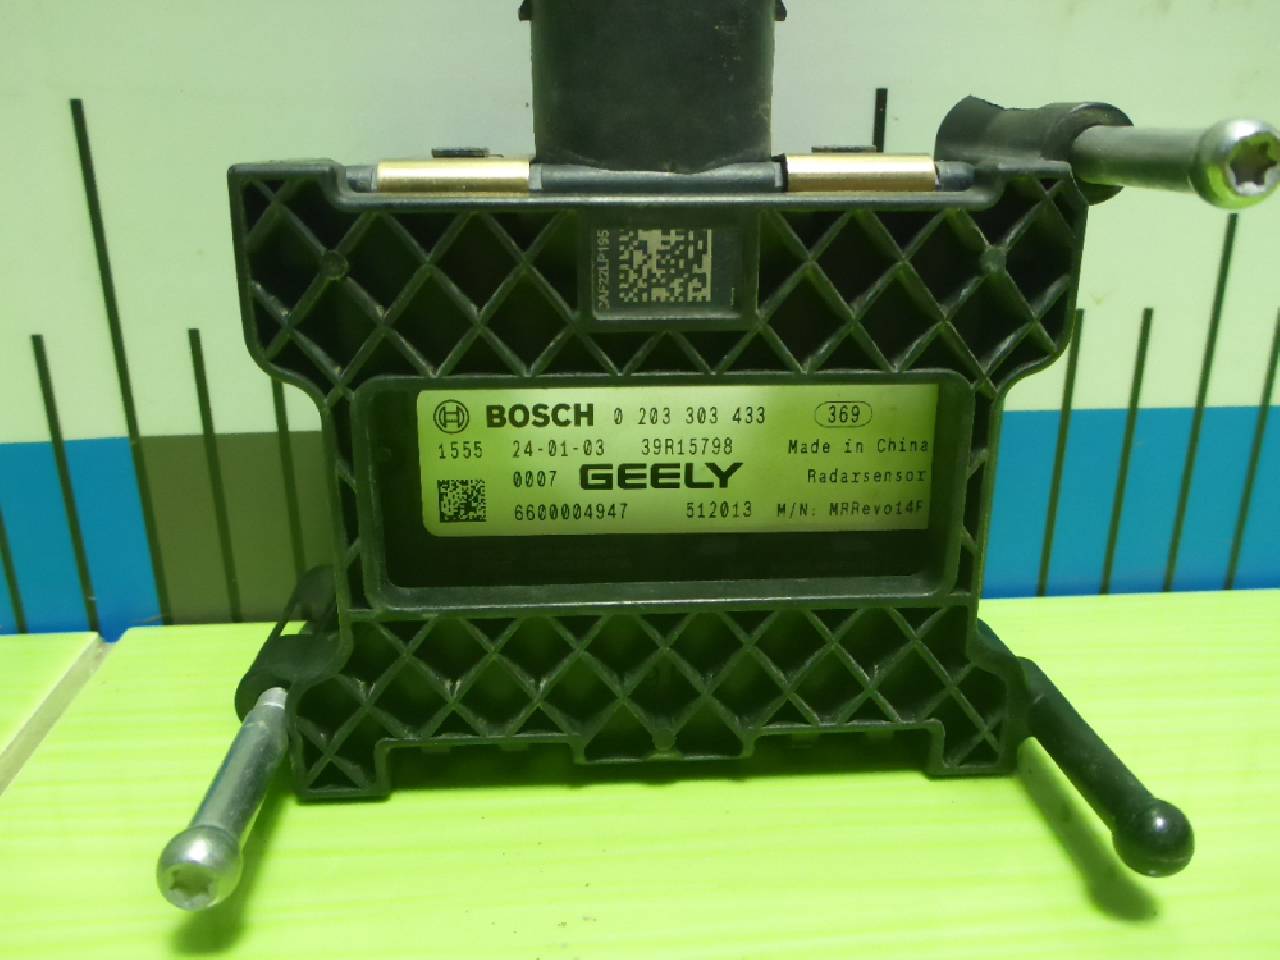 CAF22LP195
BOSCH 0 203 303 433 369
1555 24-01-03 39R15798 Made in China
0007 GEELY Radarsensor
6600004947 512013 M/N: MRRevo14F